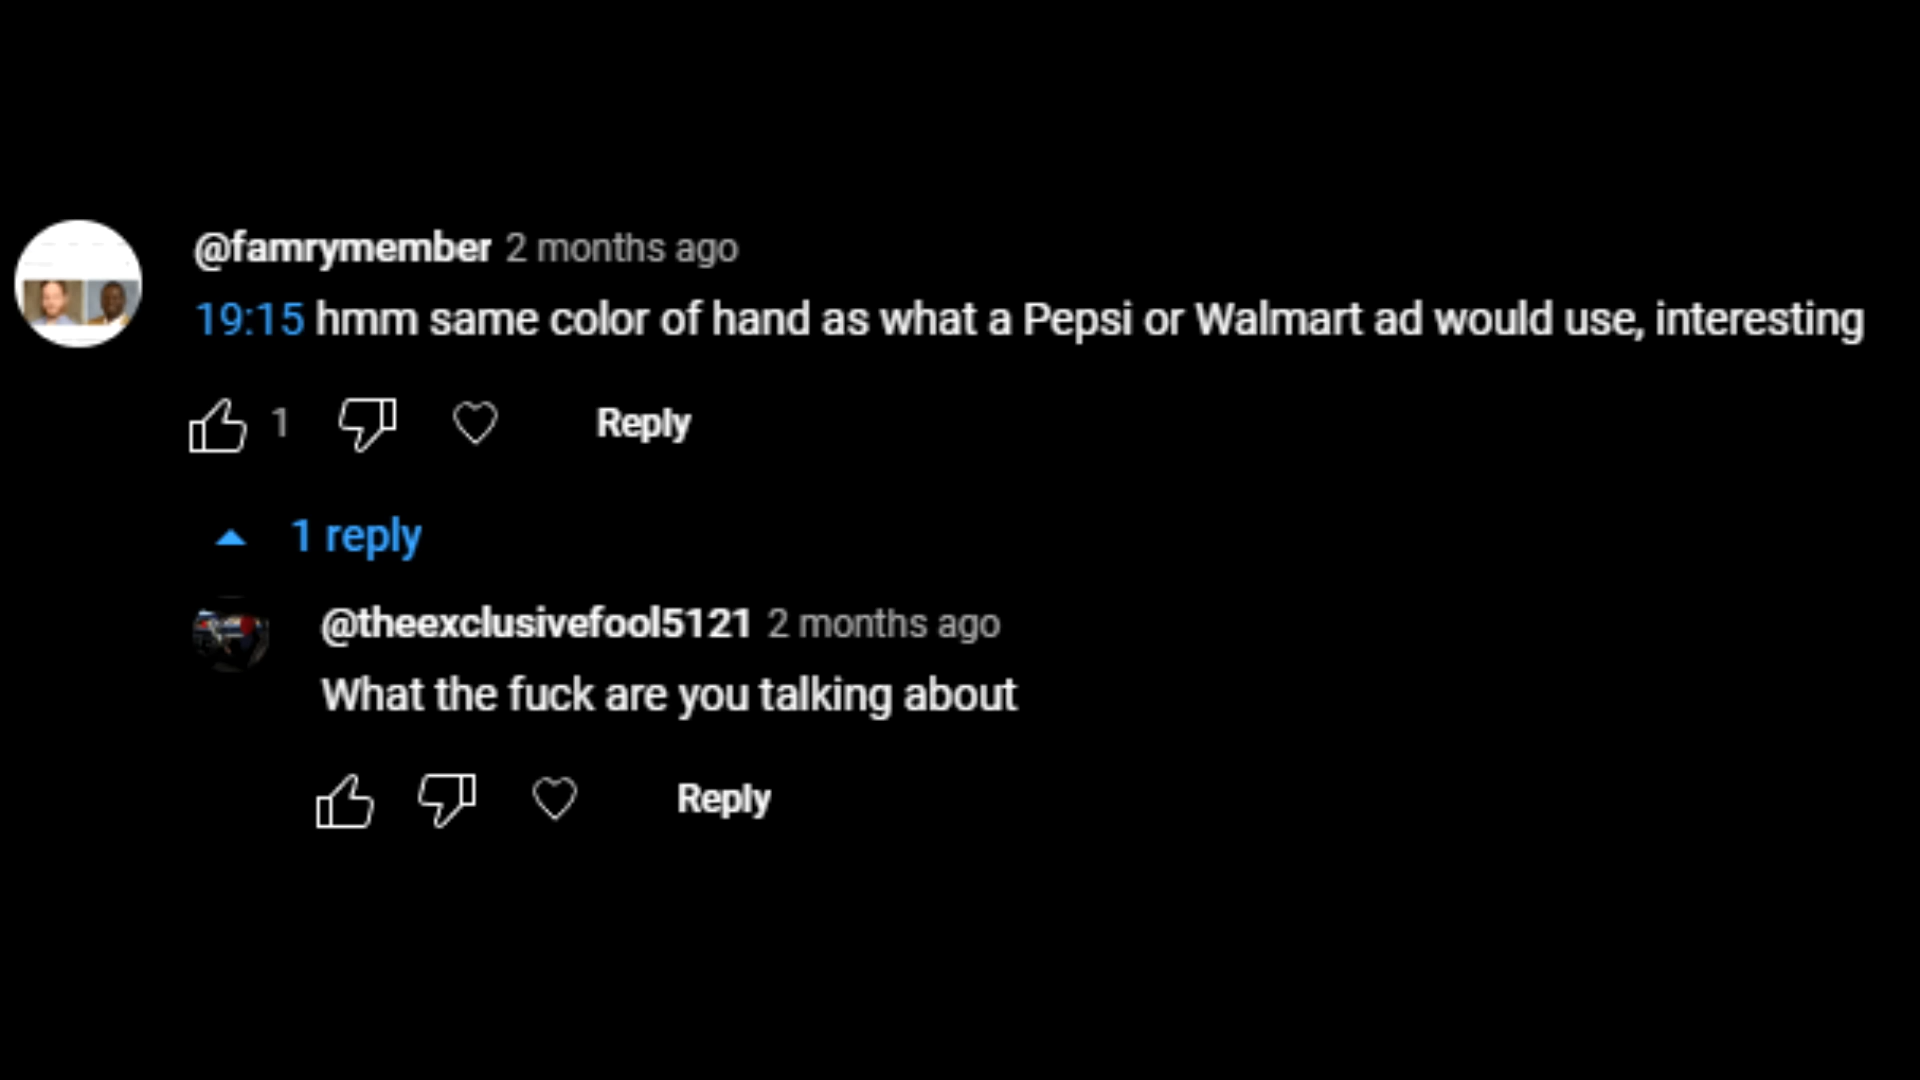 @famrymember 2 months ago
19:15 hmm same color of hand as what a Pepsi or Walmart ad would use, interesting
1
Reply
1 reply
@theexclusivefool5121 2 months ago
What the fuck are you talking about
Reply